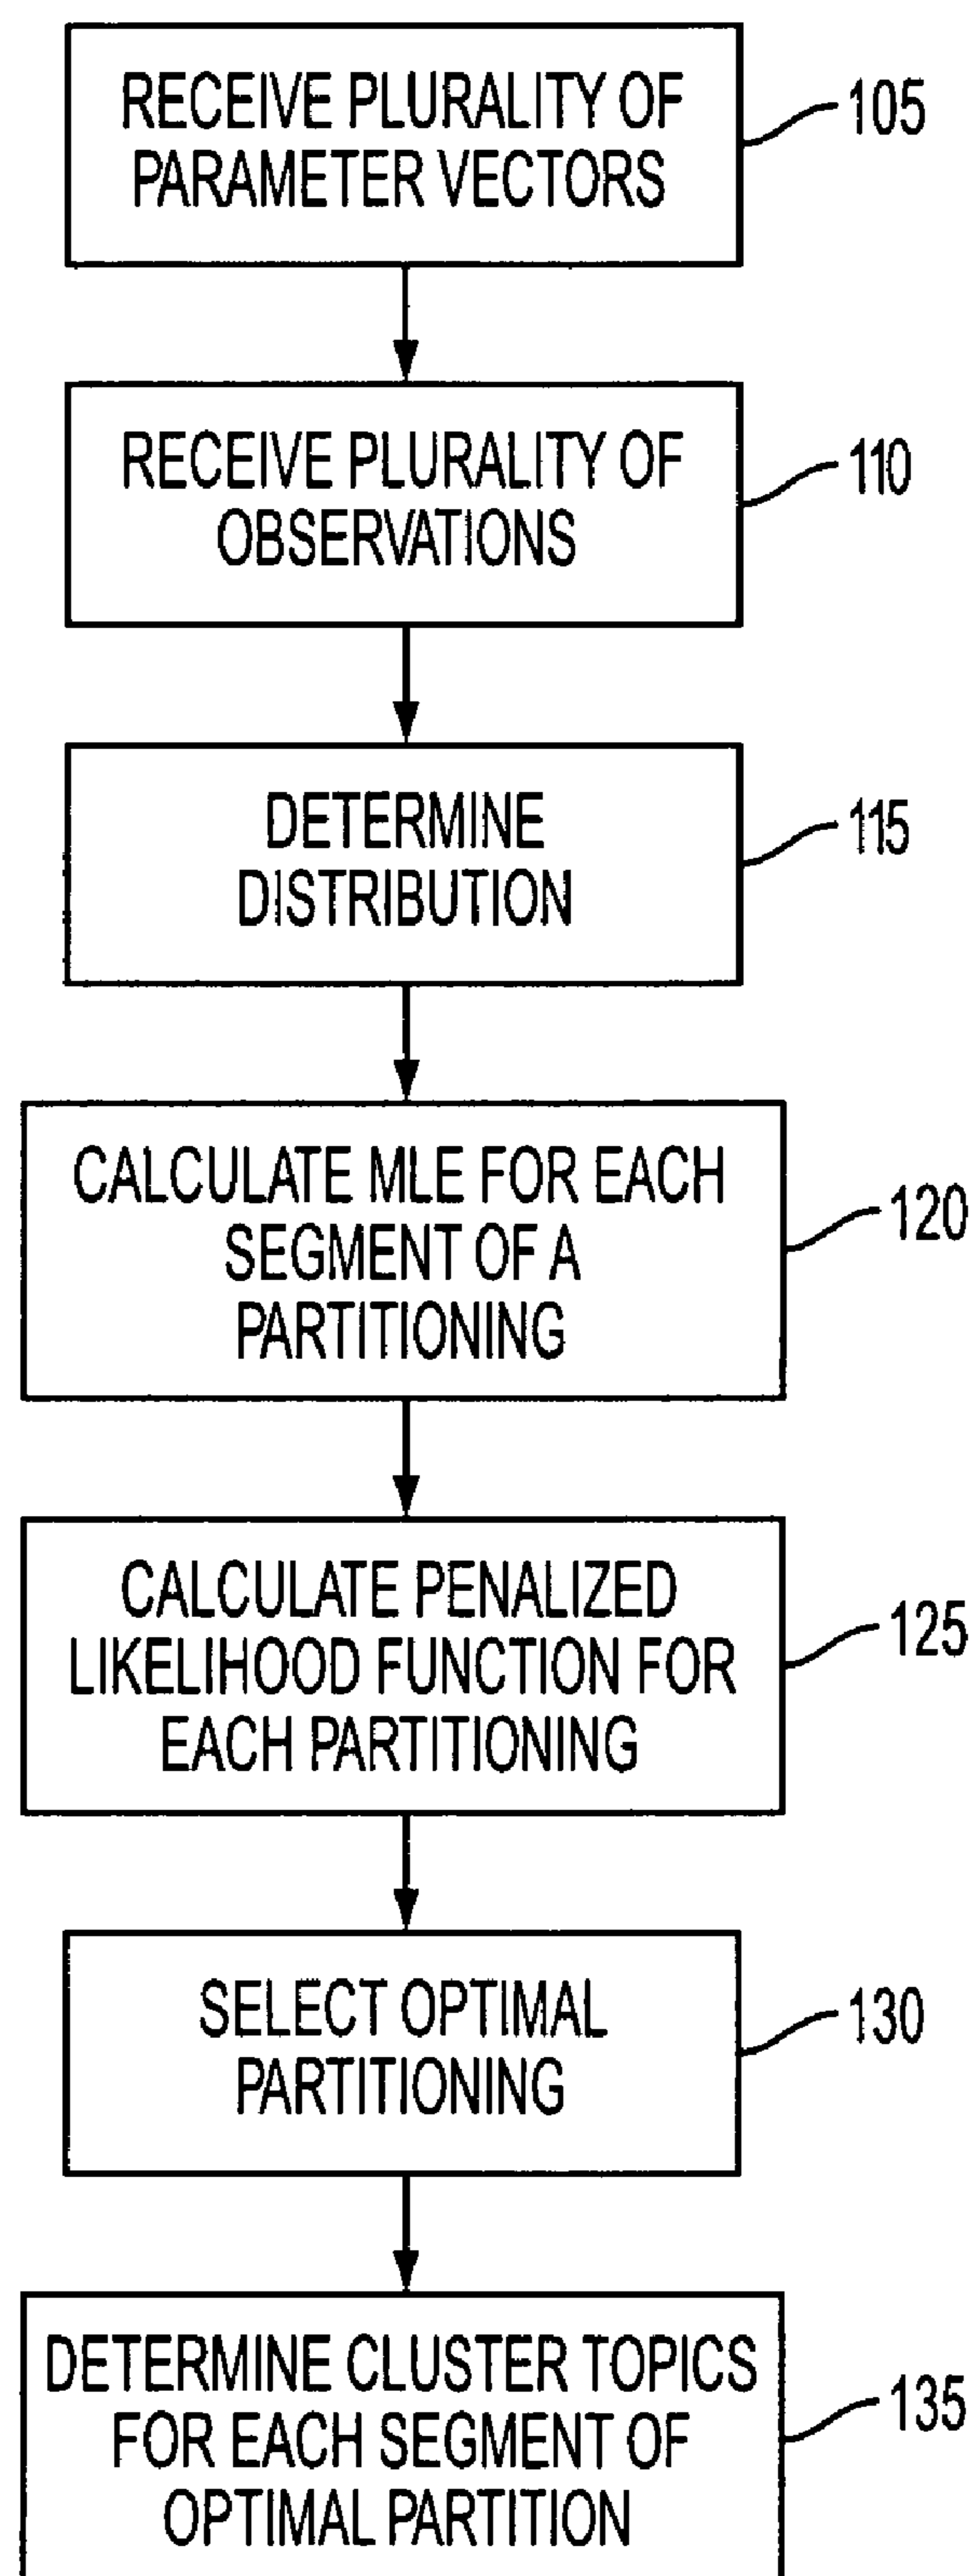 RECEIVE PLURALITY OF
PARAMETER VECTORS
105
RECEIVE PLURALITY OF
OBSERVATIONS
110
DETERMINE
DISTRIBUTION
115
CALCULATE MLE FOR EACH
SEGMENT OF A
PARTITIONING
120
CALCULATE PENALIZED
LIKELIHOOD FUNCTION FOR
EACH PARTITIONING
125
SELECT OPTIMAL
PARTITIONING
130
DETERMINE CLUSTER TOPICS
FOR EACH SEGMENT OF
OPTIMAL PARTITION
135